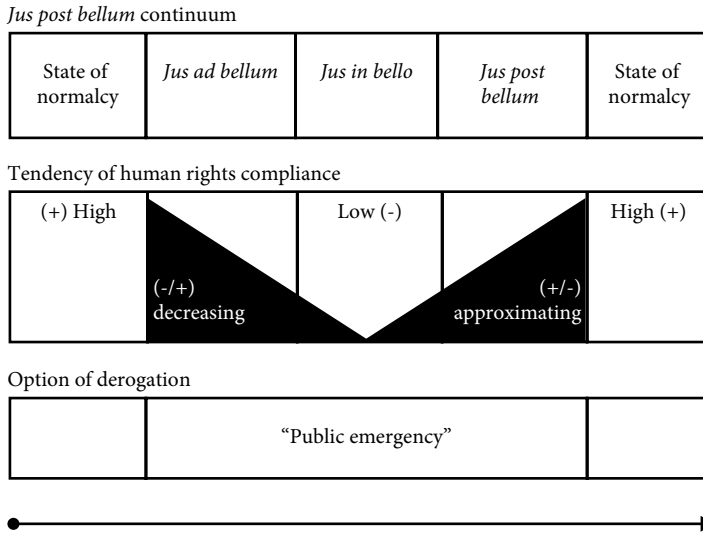 Jus post bellum continuum
State of normalcy
Jus ad bellum
Jus in bello
Jus post bellum
State of normalcy
Tendency of human rights compliance
(+) High
Low (-)
High (+)
(-/+)
decreasing
(+/-)
approximating
Option of derogation
“Public emergency”